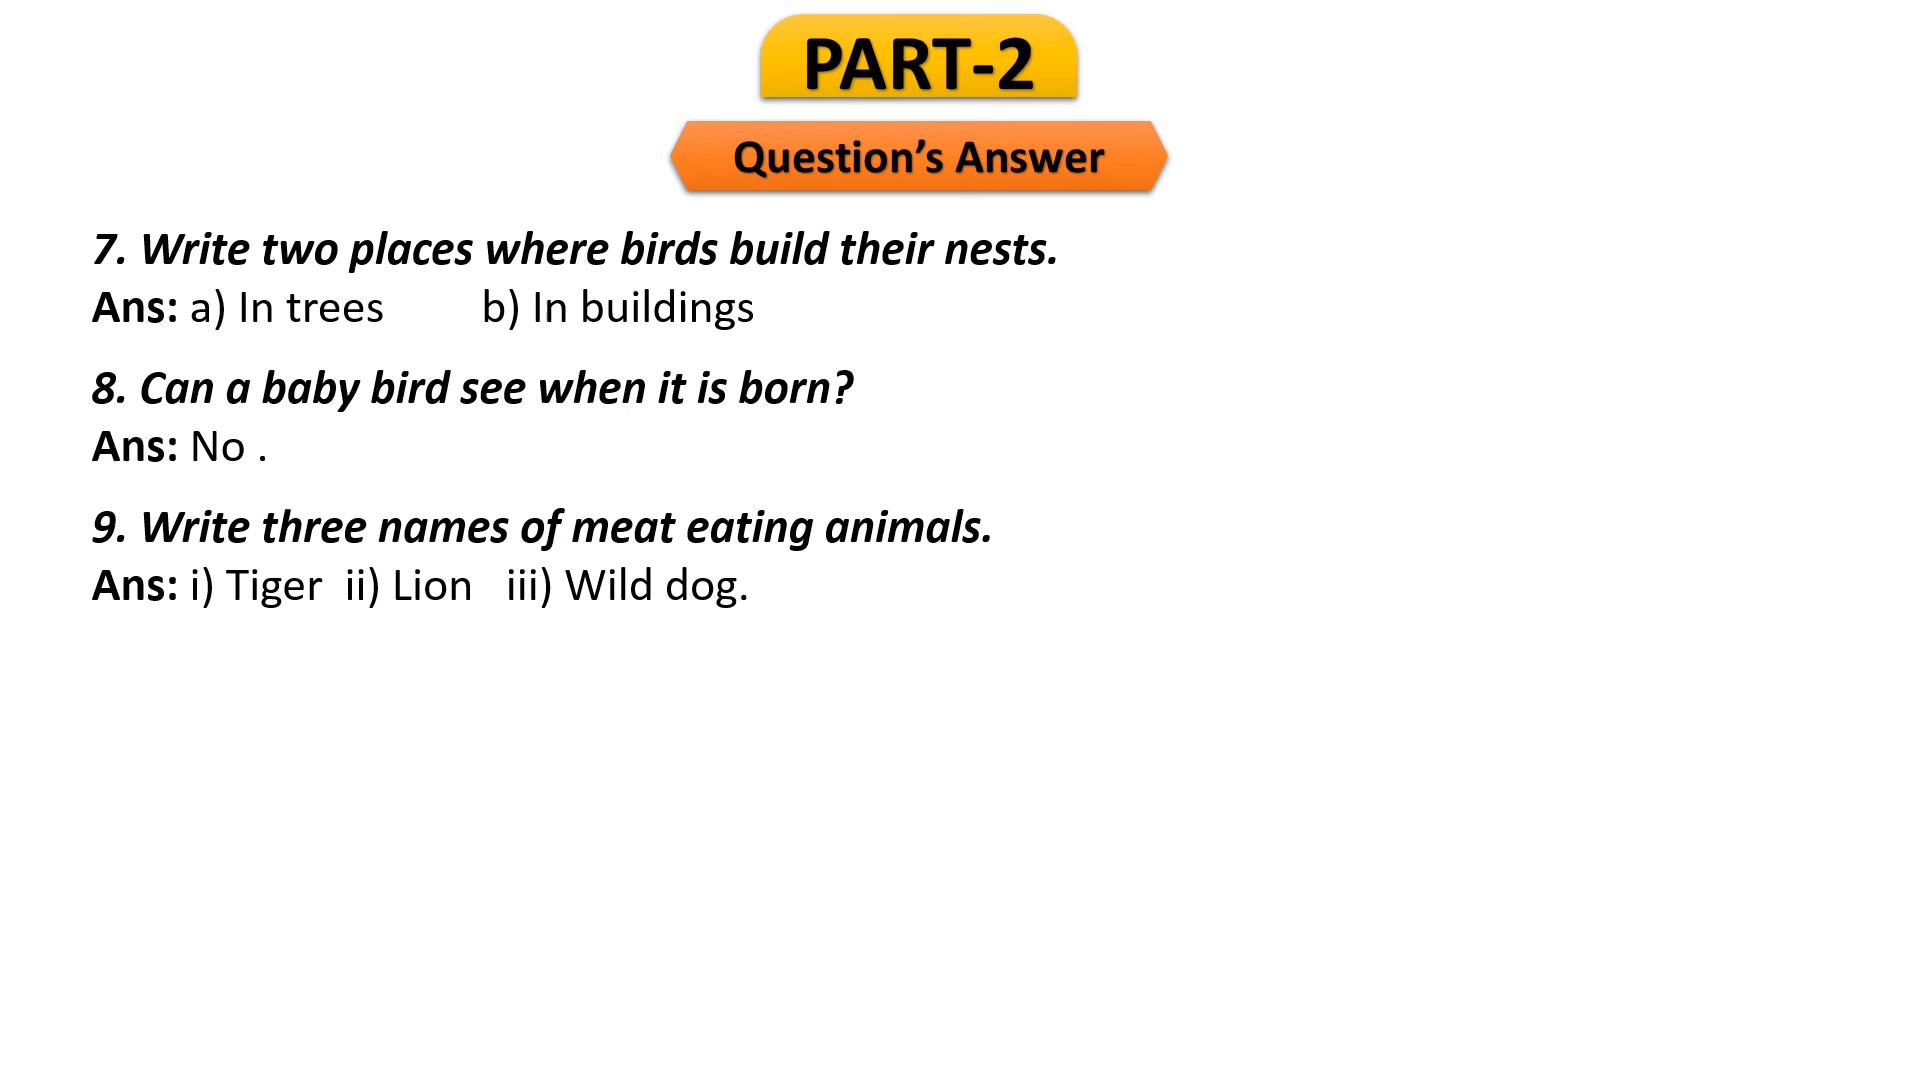 PART-2
Question’s Answer
7. Write two places where birds build their nests.
Ans: a) In trees b) In buildings
8. Can a baby bird see when it is born?
Ans: No .
9. Write three names of meat eating animals.
Ans: i) Tiger ii) Lion iii) Wild dog.